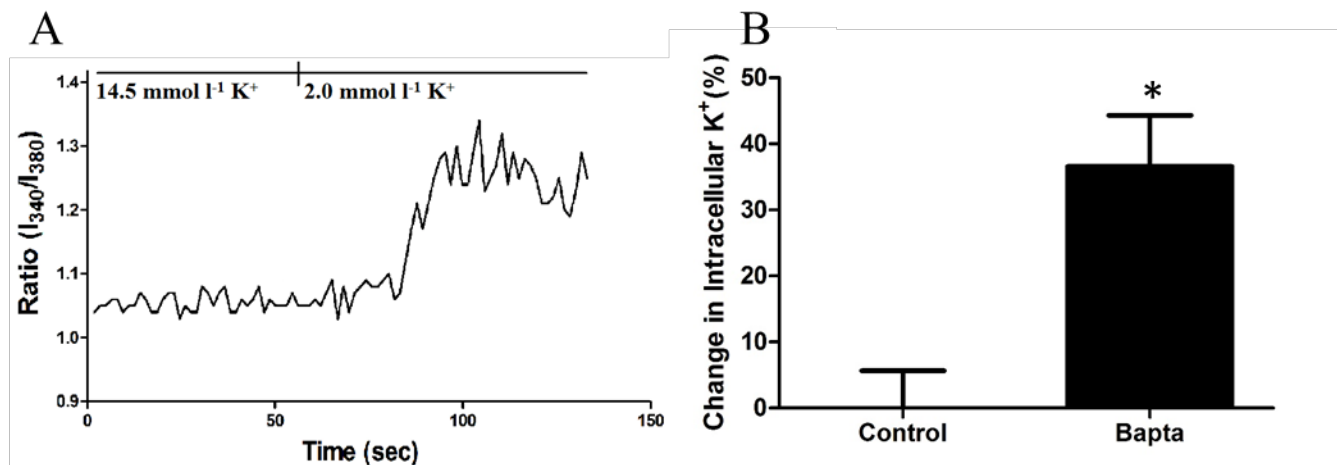 A
14.5 mmol l⁻¹ K⁺ 2.0 mmol l⁻¹ K⁺
Ratio (I₃₄₀/I₃₈₀)
1.4
1.3
1.2
1.1
1.0
0.9
0 50 100 150
Time (sec)
B
Change in Intracellular K⁺(%)
50
40
30
20
10
0
*
Control Bapta